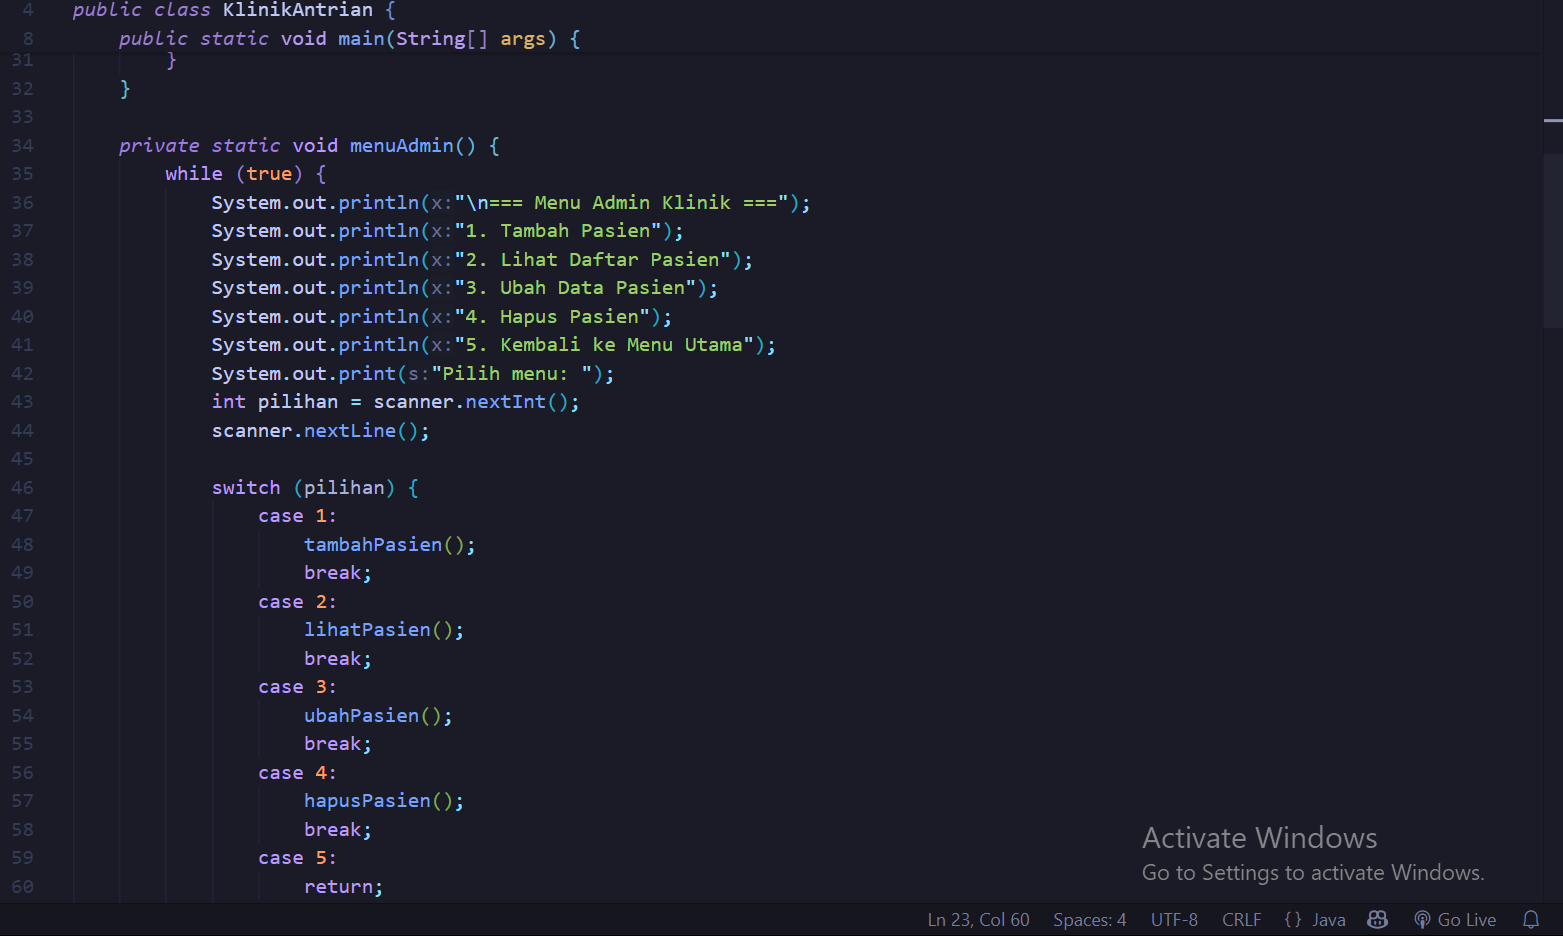 4 public class KlinikAntrian {
8 public static void main(String[] args) {
31 }
32 }
33
34 private static void menuAdmin() {
35 while (true) {
36 System.out.println(x:"\n=== Menu Admin Klinik ===");
37 System.out.println(x:"1. Tambah Pasien");
38 System.out.println(x:"2. Lihat Daftar Pasien");
39 System.out.println(x:"3. Ubah Data Pasien");
40 System.out.println(x:"4. Hapus Pasien");
41 System.out.println(x:"5. Kembali ke Menu Utama");
42 System.out.print(s:"Pilih menu: ");
43 int pilihan = scanner.nextInt();
44 scanner.nextLine();
45
46 switch (pilihan) {
47 case 1:
48 tambahPasien();
49 break;
50 case 2:
51 lihatPasien();
52 break;
53 case 3:
54 ubahPasien();
55 break;
56 case 4:
57 hapusPasien();
58 break;
59 case 5:
60 return;
Activate Windows
Go to Settings to activate Windows.
Ln 23, Col 60 Spaces: 4 UTF-8 CRLF {} Java Go Live